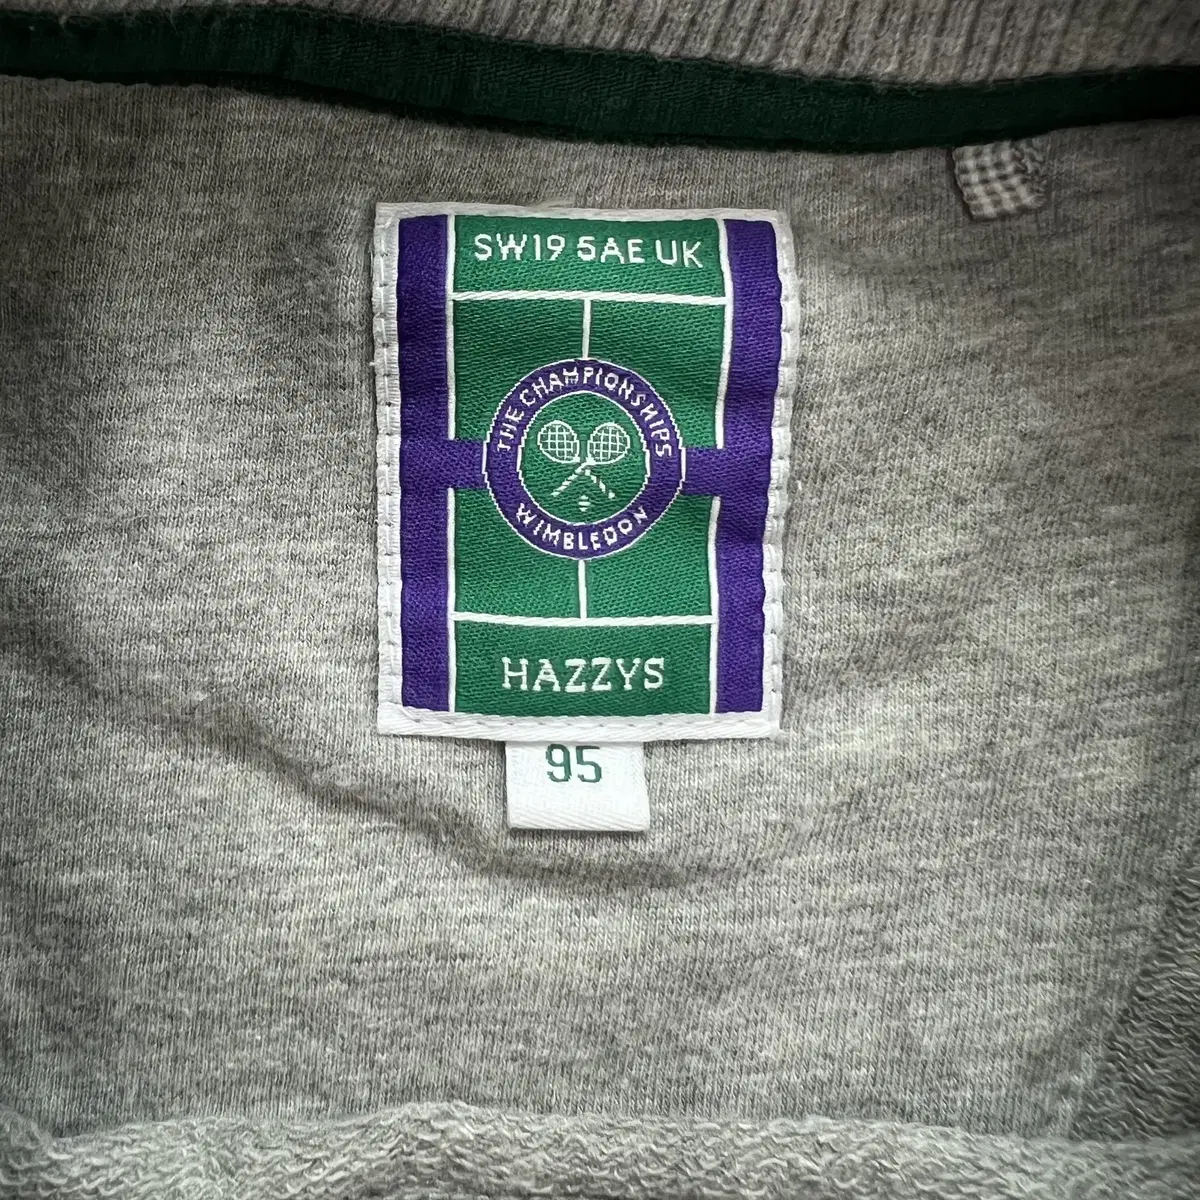 SW19 5AE UK
THE CHAMPIONSHIPS
WIMBLEDON
HAZZYS
95